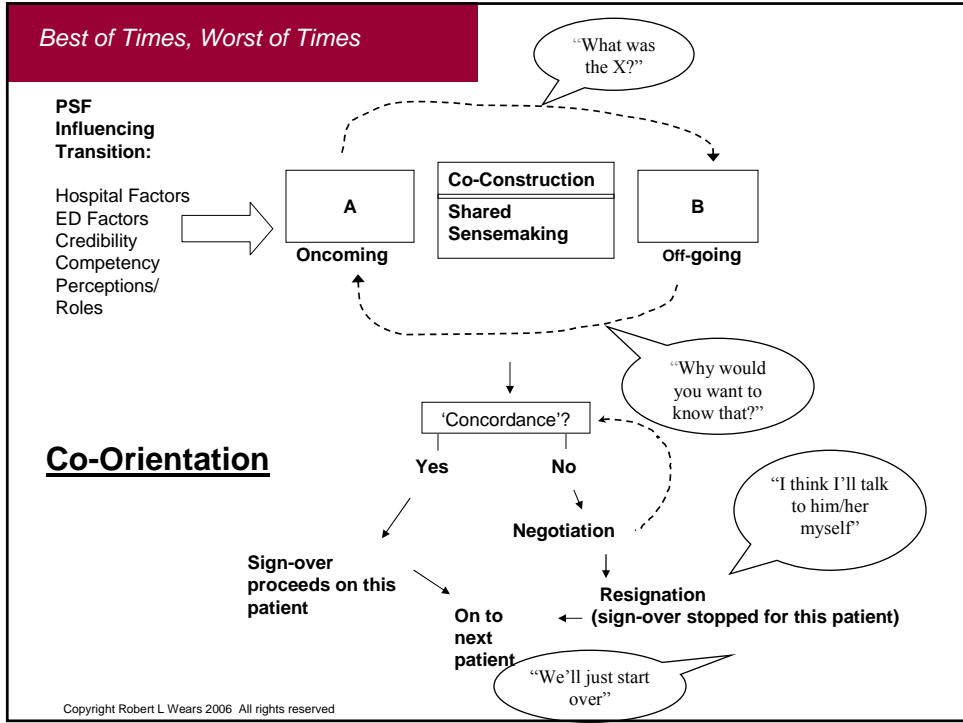 Best of Times, Worst of Times
“What was
the X?”
PSF
Influencing
Transition:
Hospital Factors
ED Factors
Credibility
Competency
Perceptions/
Roles
A
Oncoming
Co-Construction
Shared
Sensemaking
B
Off-going
“Why would
you want to
know that?”
‘Concordance’?
Co-Orientation
Yes
No
“I think I’ll talk
to him/her
myself”
Negotiation
Sign-over
proceeds on this
patient
Resignation
(sign-over stopped for this patient)
On to
next
patient
“We’ll just start
over”
Copyright Robert L Wears 2006 All rights reserved